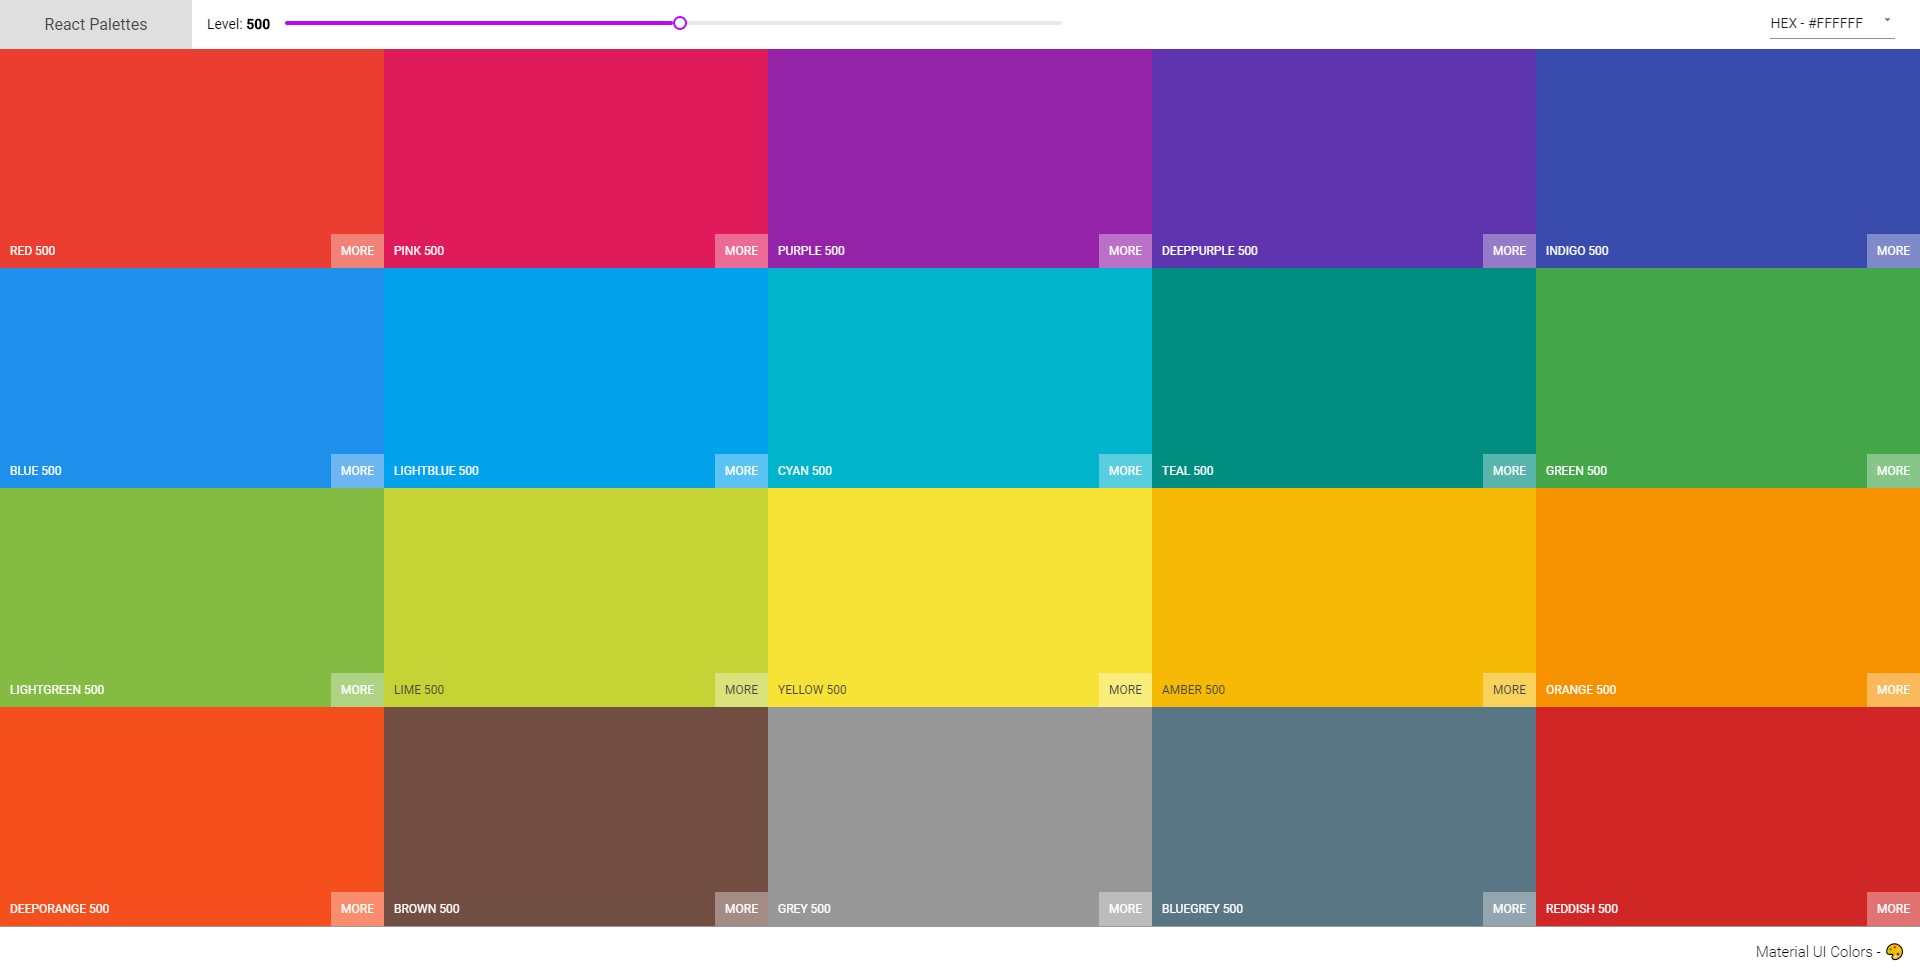 React Palettes
Level: 500
HEX - #FFFFFF
RED 500
MORE
PINK 500
MORE
PURPLE 500
MORE
DEEPPURPLE 500
MORE
INDIGO 500
MORE
BLUE 500
MORE
LIGHTBLUE 500
MORE
CYAN 500
MORE
TEAL 500
MORE
GREEN 500
MORE
LIGHTGREEN 500
MORE
LIME 500
MORE
YELLOW 500
MORE
AMBER 500
MORE
ORANGE 500
MORE
DEEPORANGE 500
MORE
BROWN 500
MORE
GREY 500
MORE
BLUEGREY 500
MORE
REDDISH 500
MORE
Material UI Colors - 🎨